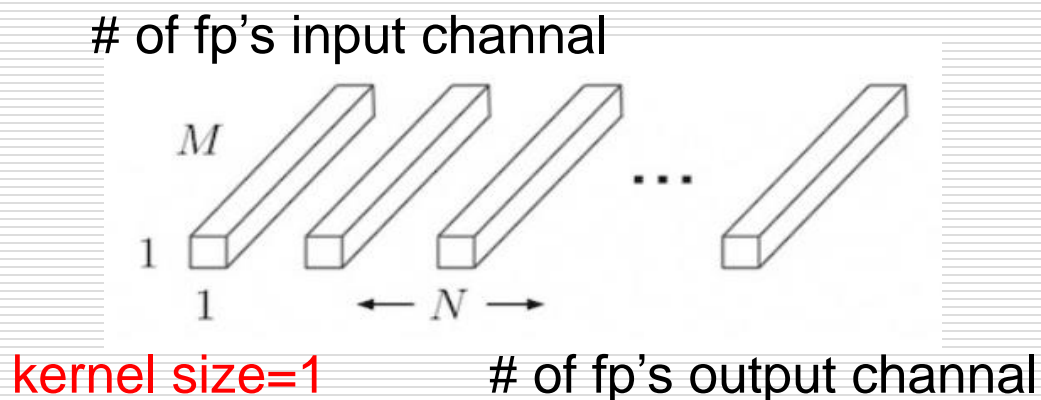 # of fp’s input channal
M
1
1
N
kernel size=1
# of fp’s output channal